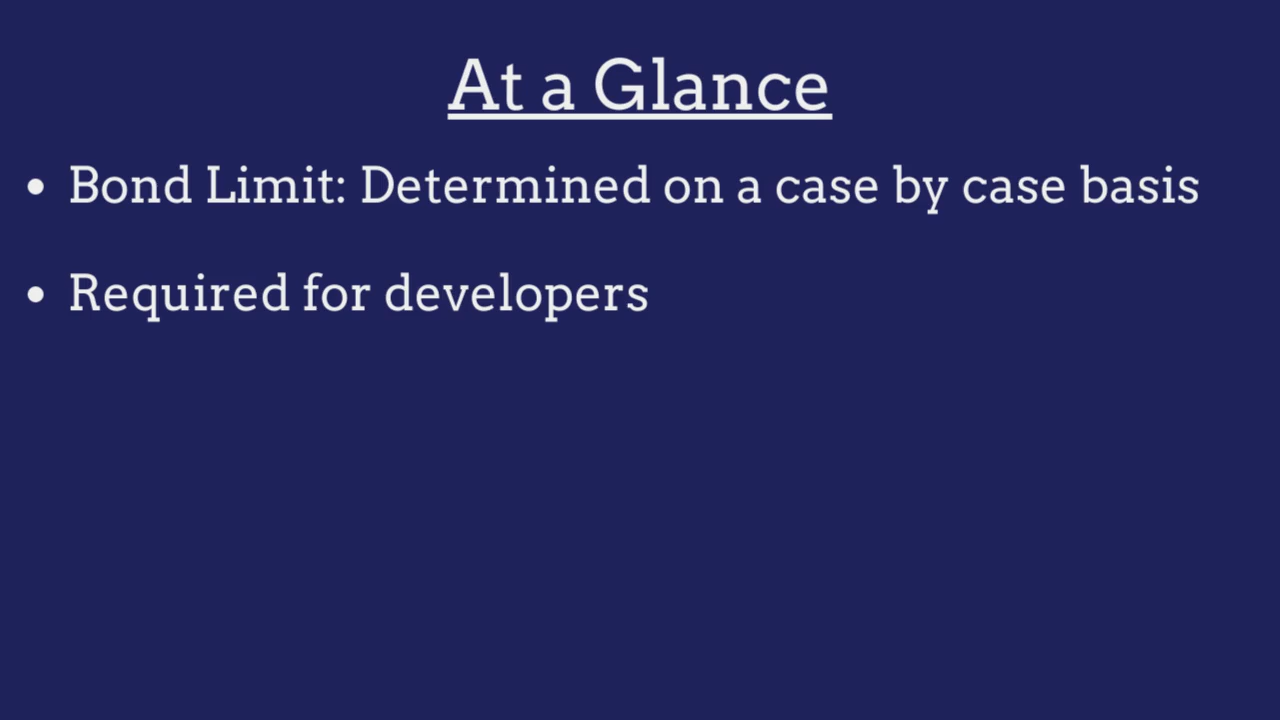 At a Glance
• Bond Limit: Determined on a case by case basis
• Required for developers